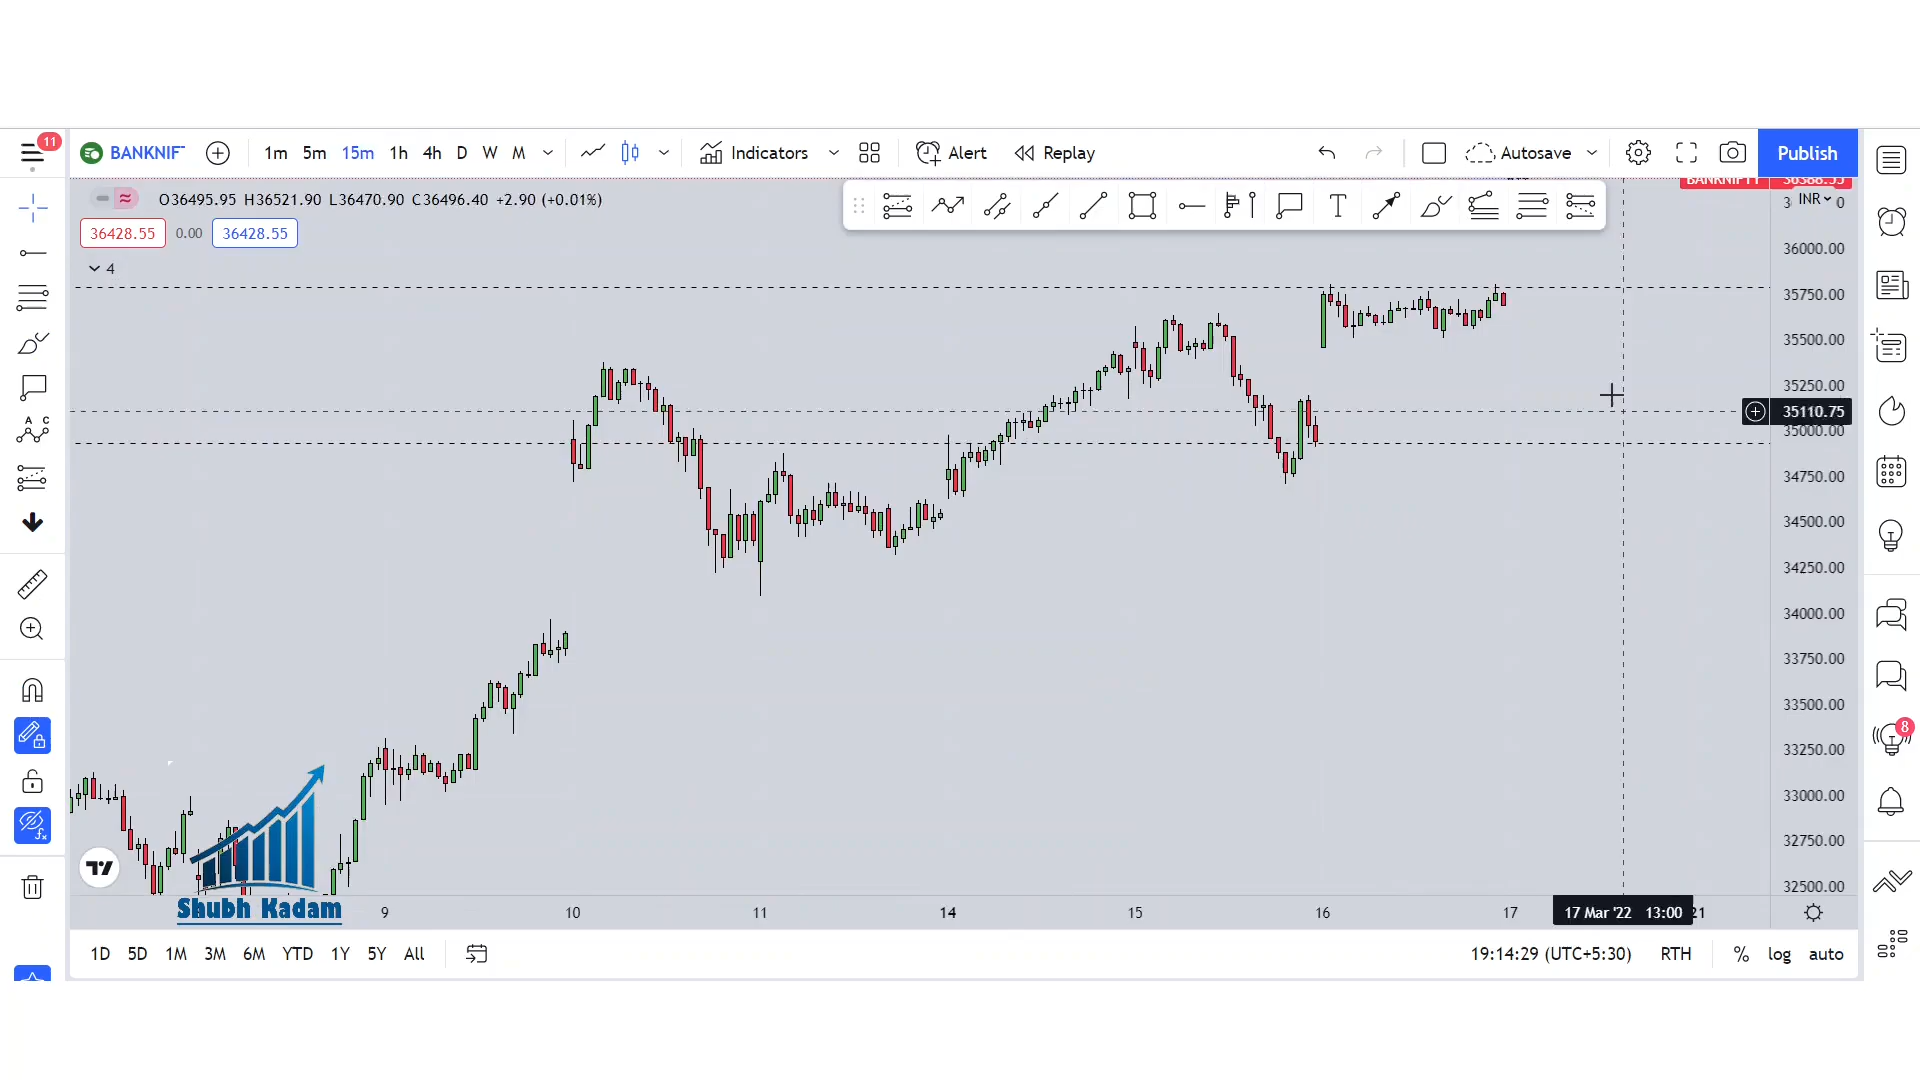 11
BANKNIF
1m 5m 15m 1h 4h D W M
Indicators
Alert
Replay
Autosave
Publish
O36495.95 H36521.90 L36470.90 C36496.40 +2.90 (+0.01%)
36428.55 0.00 36428.55
4
T
INR
36000.00
35750.00
35500.00
35250.00
35110.75
35000.00
34750.00
34500.00
34250.00
34000.00
33750.00
33500.00
33250.00
33000.00
32750.00
32500.00
A C
8
Shubh Kadam
9 10 11 14 15 16 17 17 Mar '22 13:00 21
1D 5D 1M 3M 6M YTD 1Y 5Y All
19:14:29 (UTC+5:30) RTH % log auto